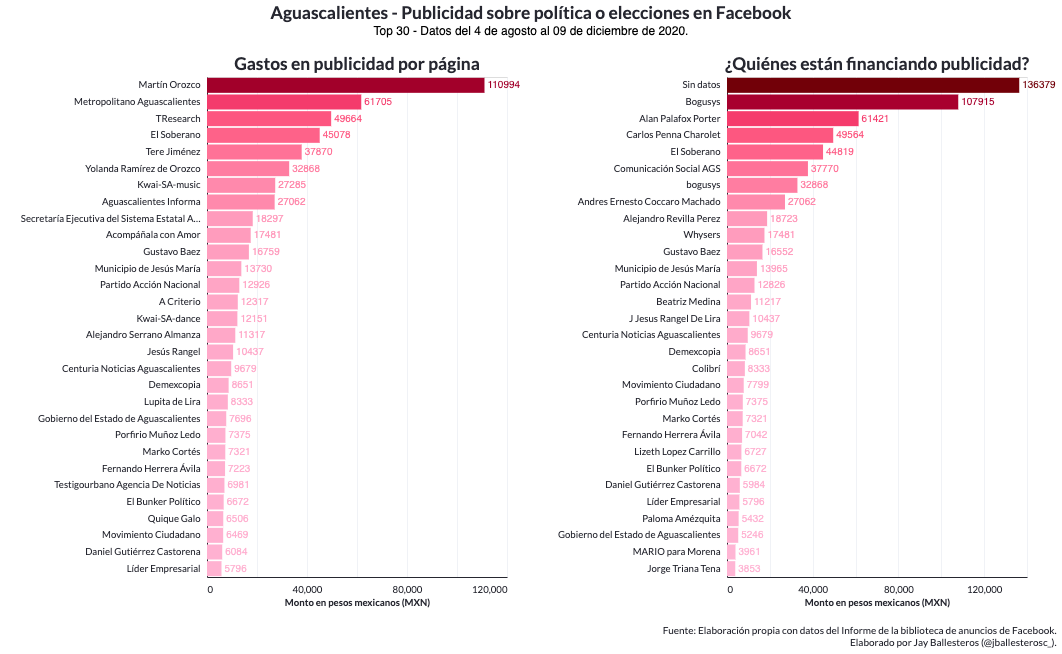 Aguascalientes - Publicidad sobre política o elecciones en Facebook
Top 30 - Datos del 4 de agosto al 09 de diciembre de 2020.
Gastos en publicidad por página
Martín Orozco 110994
Metropolitano Aguascalientes 61705
TResearch 49664
El Soberano 45078
Tere Jiménez 37870
Yolanda Ramírez de Orozco 32868
Kwai-SA-music 27285
Aguascalientes Informa 27062
Secretaría Ejecutiva del Sistema Estatal A... 18297
Acompáñala con Amor 17481
Gustavo Baez 16759
Municipio de Jesús María 13730
Partido Acción Nacional 12926
A Criterio 12317
Kwai-SA-dance 12151
Alejandro Serrano Almanza 11317
Jesús Rangel 10437
Centuria Noticias Aguascalientes 9679
Demexcopia 8651
Lupita de Lira 8333
Gobierno del Estado de Aguascalientes 7696
Porfirio Muñoz Ledo 7375
Marko Cortés 7321
Fernando Herrera Ávila 7223
Testigourbano Agencia De Noticias 6981
El Bunker Político 6672
Quique Galo 6506
Movimiento Ciudadano 6469
Daniel Gutiérrez Castorena 6084
Líder Empresarial 5796
0 40,000 80,000 120,000
Monto en pesos mexicanos (MXN)
¿Quiénes están financiando publicidad?
Sin datos 136379
Bogusys 107915
Alan Palafox Porter 61421
Carlos Penna Charolet 49564
El Soberano 44819
Comunicación Social AGS 37770
bogusys 32868
Andres Ernesto Coccaro Machado 27062
Alejandro Revilla Perez 18723
Whysers 17481
Gustavo Baez 16552
Municipio de Jesús María 13965
Partido Acción Nacional 12826
Beatriz Medina 11217
J Jesus Rangel De Lira 10437
Centuria Noticias Aguascalientes 9679
Demexcopia 8651
Colibrí 8333
Movimiento Ciudadano 7799
Porfirio Muñoz Ledo 7375
Marko Cortés 7321
Fernando Herrera Ávila 7042
Lizeth Lopez Carrillo 6727
El Bunker Político 6672
Daniel Gutiérrez Castorena 5984
Líder Empresarial 5796
Paloma Amézquita 5432
Gobierno del Estado de Aguascalientes 5246
MARIO para Morena 3961
Jorge Triana Tena 3853
0 40,000 80,000 120,000
Monto en pesos mexicanos (MXN)
Fuente: Elaboración propia con datos del Informe de la biblioteca de anuncios de Facebook.
Elaborado por Jay Ballesteros (@jballesterosc_).